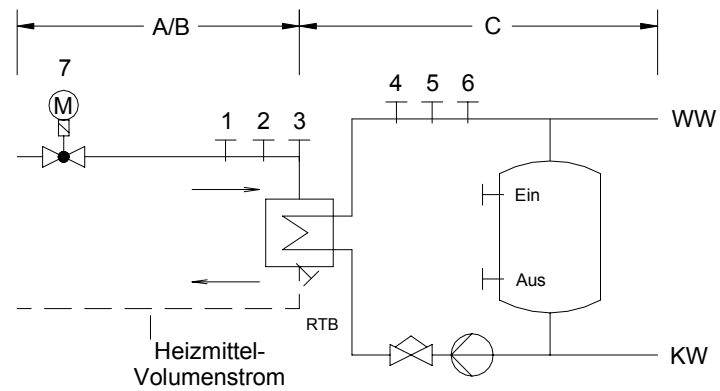 A/B
C
7
M
1
2
3
4
5
6
WW
Ein
Aus
RTB
KW
Heizmittel-
Volumenstrom